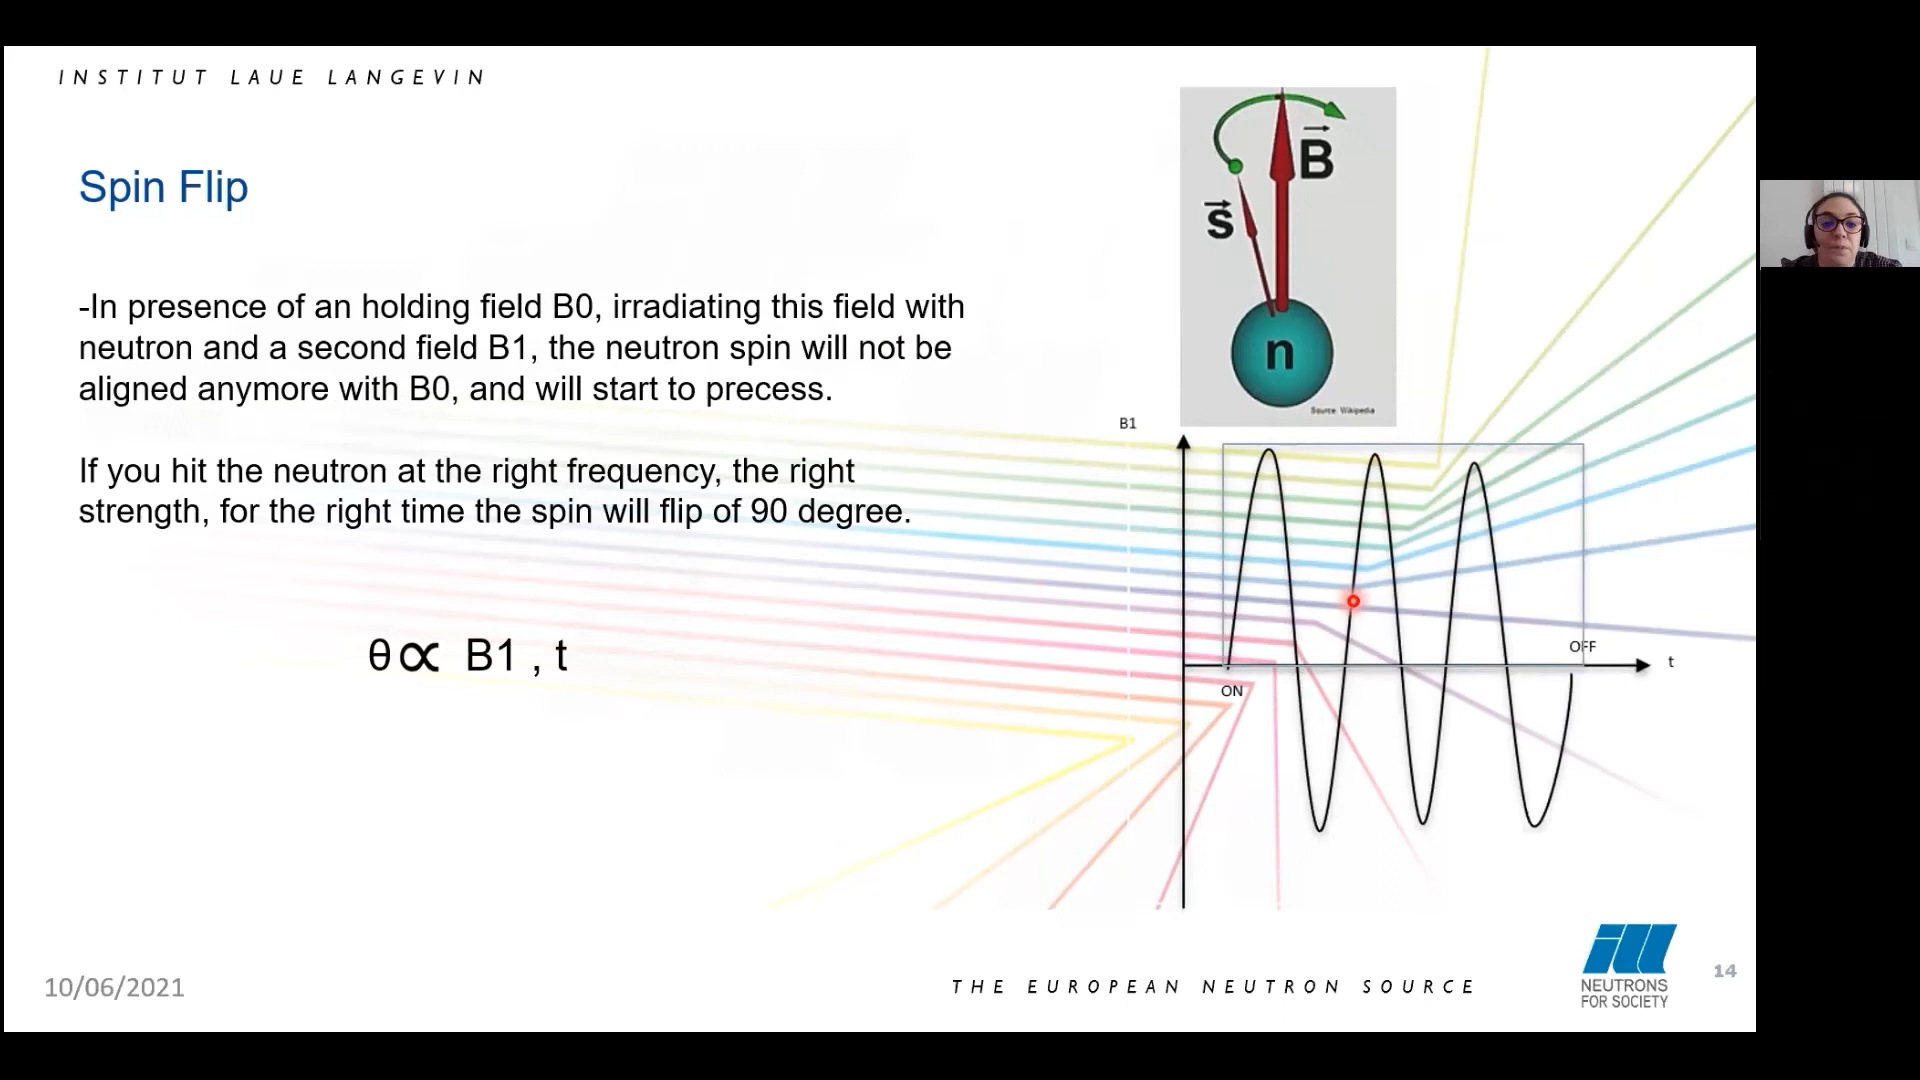 INSTITUT LAUE LANGEVIN
Spin Flip
-In presence of an holding field B0, irradiating this field with
neutron and a second field B1, the neutron spin will not be
aligned anymore with B0, and will start to precess.
If you hit the neutron at the right frequency, the right
strength, for the right time the spin will flip of 90 degree.
θ∝ B1 , t
B
S
n
Source Wikipedia
B1
OFF
t
ON
10/06/2021
THE EUROPEAN NEUTRON SOURCE
ill
NEUTRONS
FOR SOCIETY
14